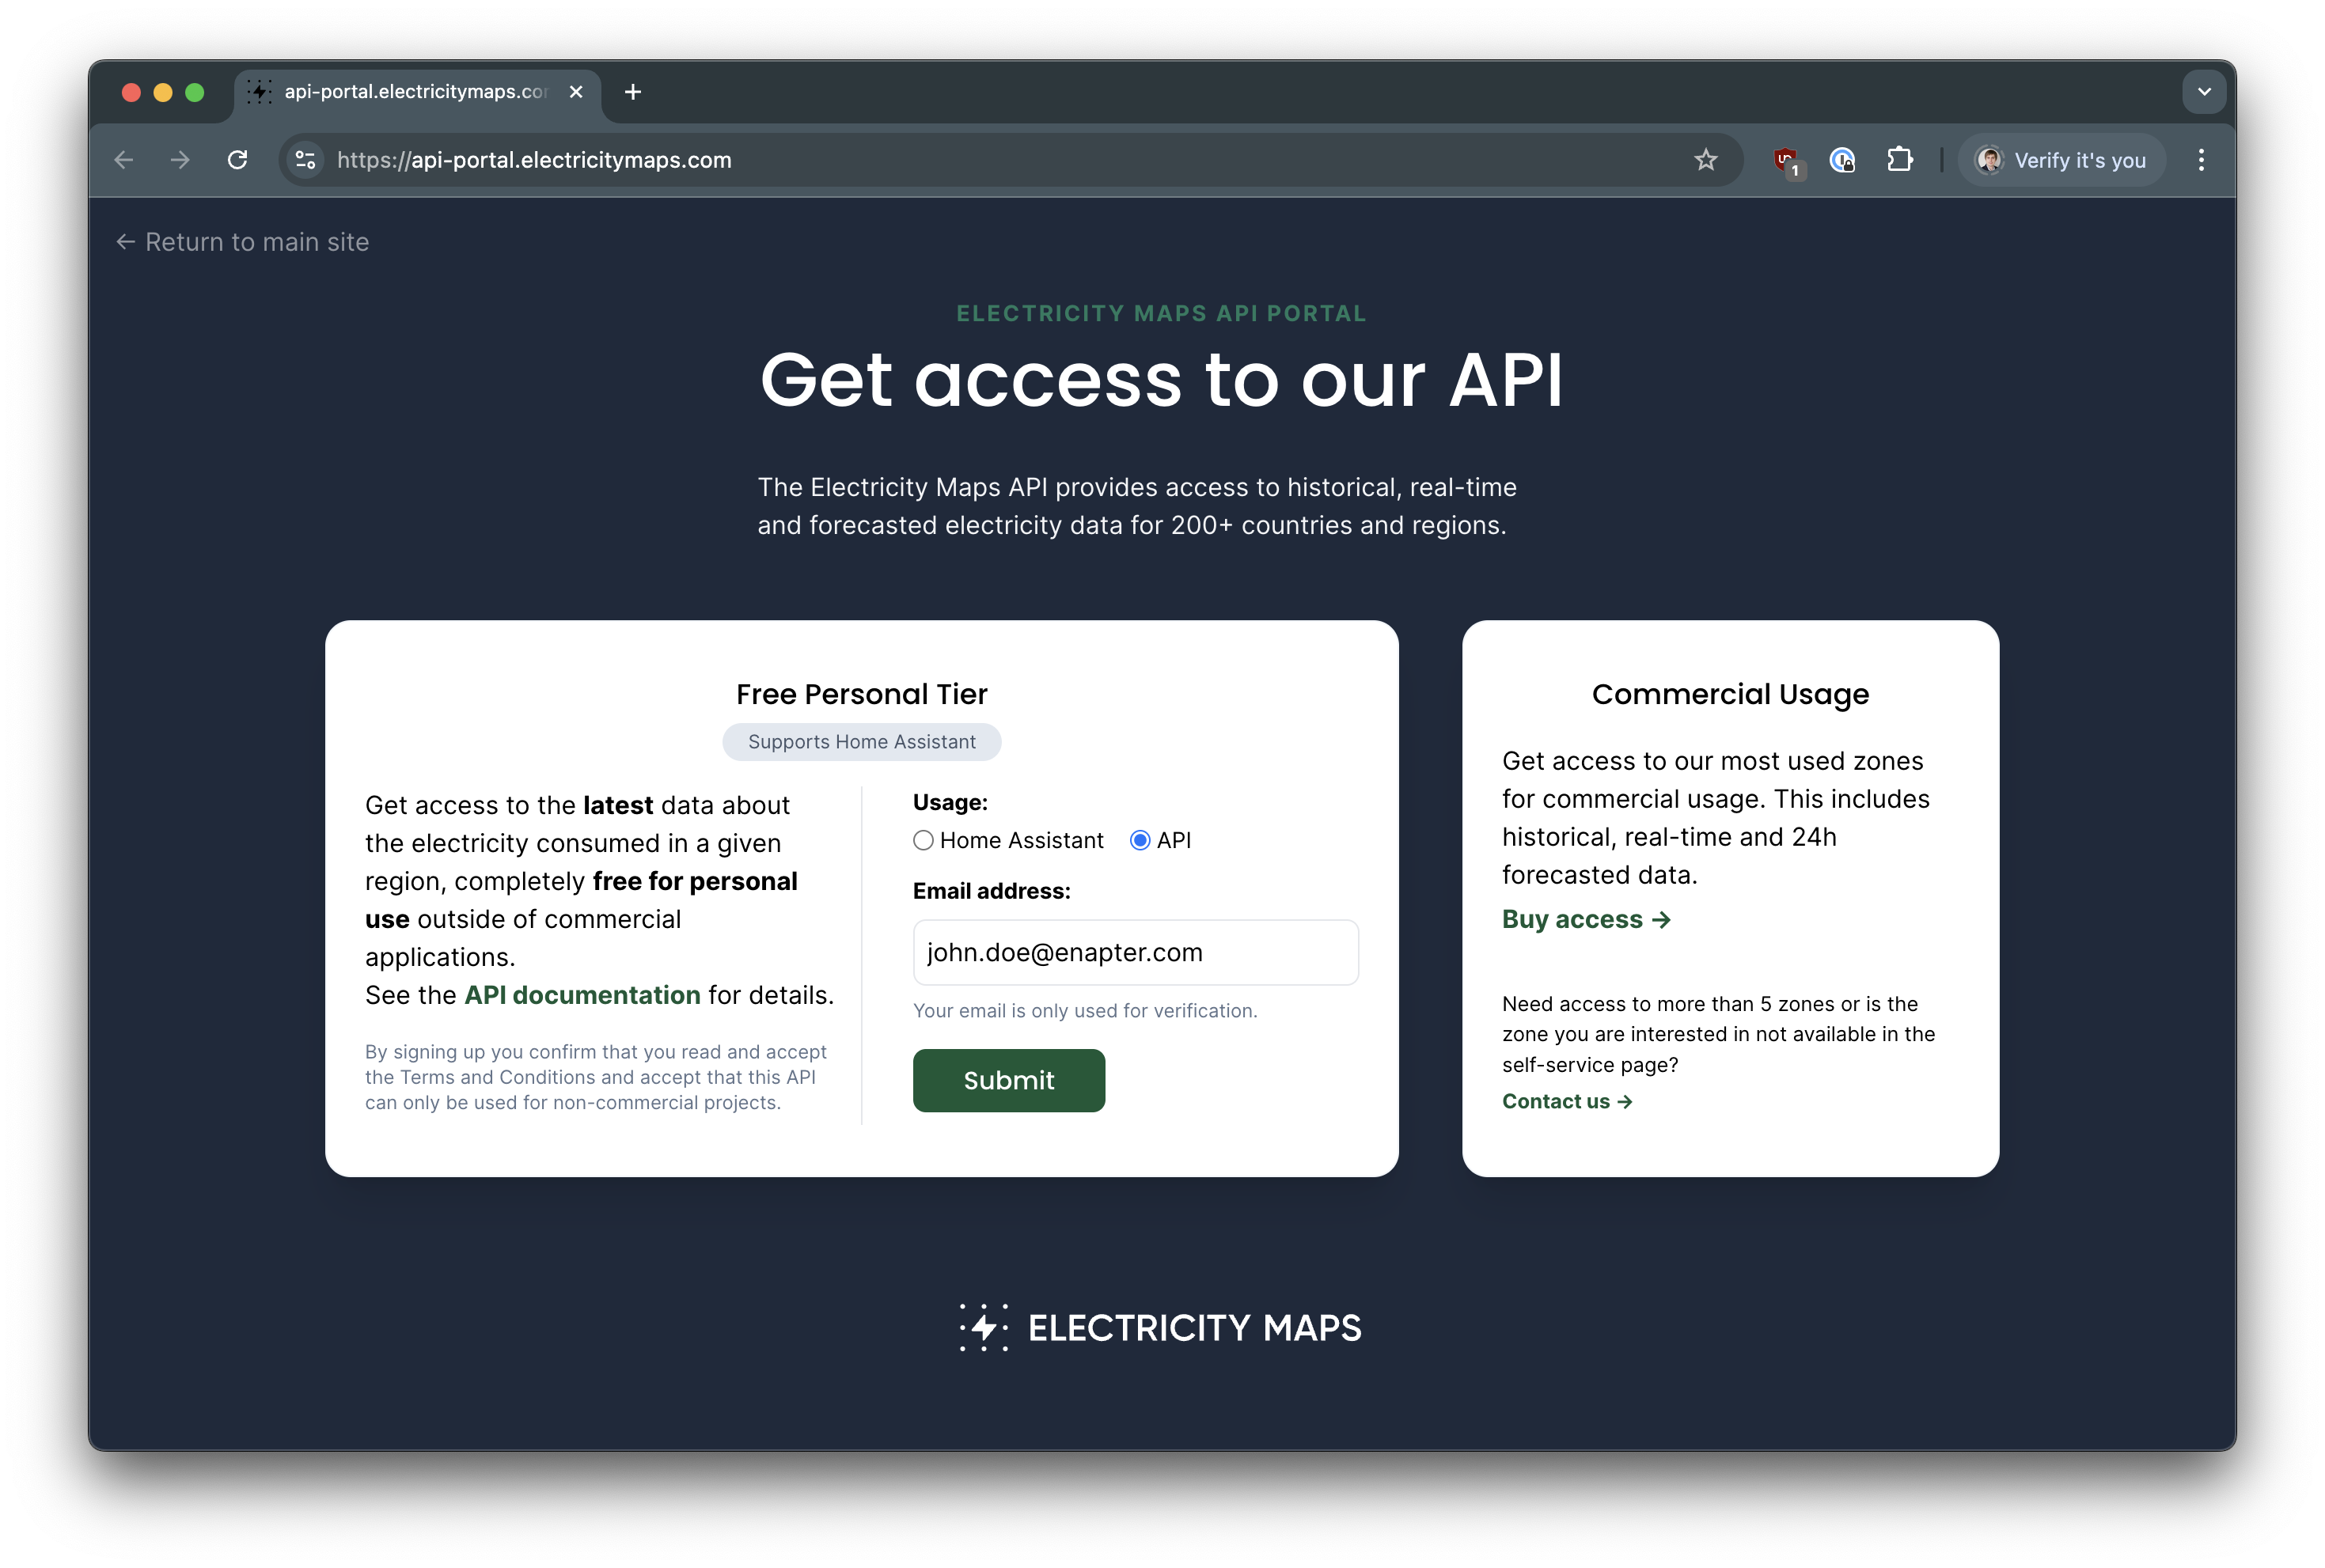 api-portal.electricitymaps.co
https://api-portal.electricitymaps.com
1
Verify it's you
← Return to main site
ELECTRICITY MAPS API PORTAL
Get access to our API
The Electricity Maps API provides access to historical, real-time
and forecasted electricity data for 200+ countries and regions.
Free Personal Tier
Supports Home Assistant
Get access to the latest data about
the electricity consumed in a given
region, completely free for personal
use outside of commercial
applications.
See the API documentation for details.
By signing up you confirm that you read and accept
the Terms and Conditions and accept that this API
can only be used for non-commercial projects.
Usage:
Home Assistant API
Email address:
john.doe@enapter.com
Your email is only used for verification.
Submit
Commercial Usage
Get access to our most used zones
for commercial usage. This includes
historical, real-time and 24h
forecasted data.
Buy access →
Need access to more than 5 zones or is the
zone you are interested in not available in the
self-service page?
Contact us →
ELECTRICITY MAPS